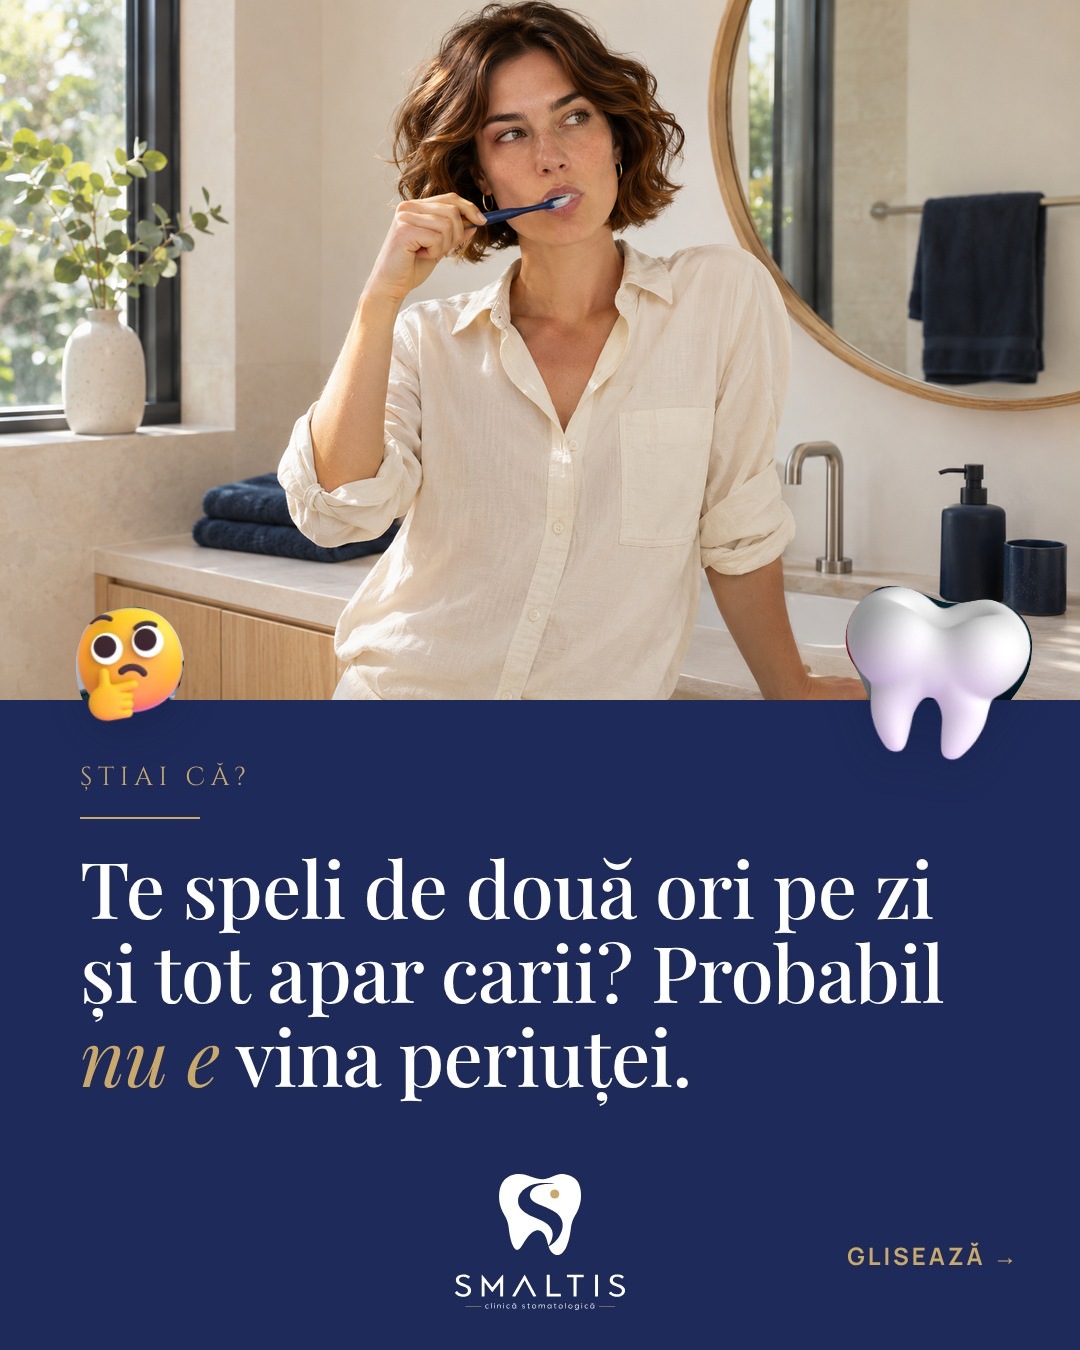 ȘTIAI CĂ?
Te speli de două ori pe zi
și tot apar carii? Probabil
nu e vina periuței.
SMALTIS
clinică stomatologică
GLISEAZĂ →